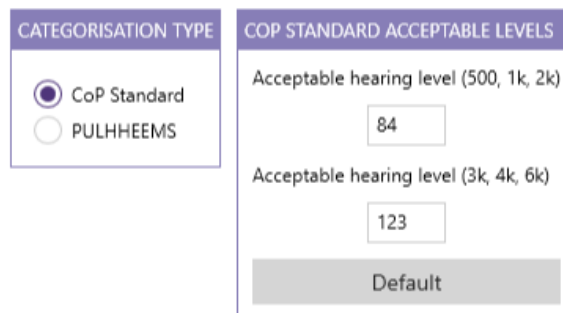 CATEGORISATION TYPE
CoP Standard
PULHHEEMS
COP STANDARD ACCEPTABLE LEVELS
Acceptable hearing level (500, 1k, 2k)
84
Acceptable hearing level (3k, 4k, 6k)
123
Default